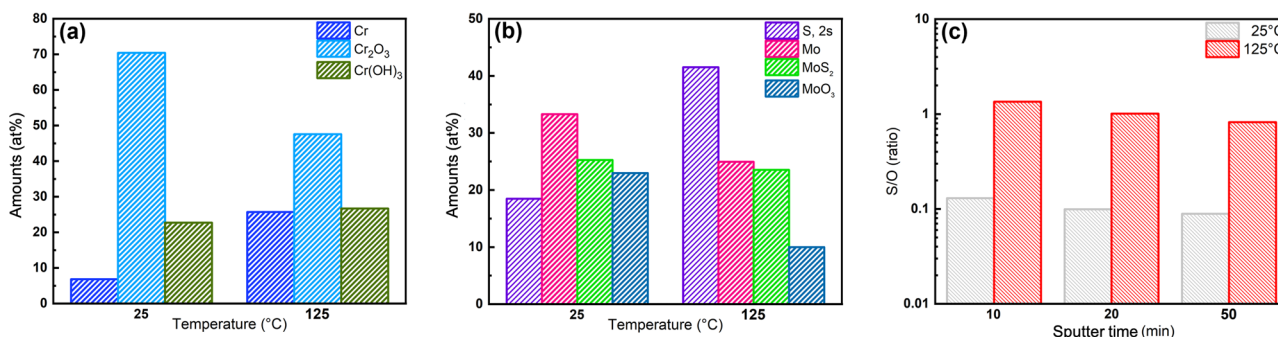 (a)
Cr
Cr₂O₃
Cr(OH)₃
Amounts (at%)
80
70
60
50
40
30
20
10
0
25
125
Temperature (°C)
(b)
S, 2s
Mo
MoS₂
MoO₃
Amounts (at%)
50
40
30
20
10
0
25
125
Temperature (°C)
(c)
25°C
125°C
S/O (ratio)
10
1
0.1
0.01
10
20
50
Sputter time (min)